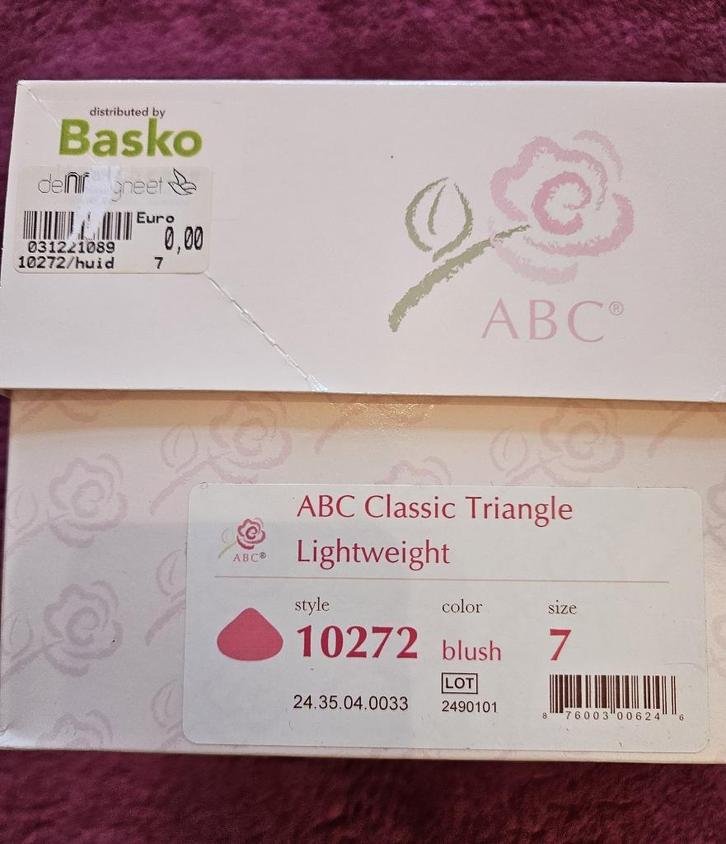 distributed by
Basko
Euro
0,00
031221089
10272/huid 7
ABC®
ABC Classic Triangle
Lightweight
ABC®
style color size
10272 blush 7
LOT
24.35.04.0033 2490101
8 76003 00624 6